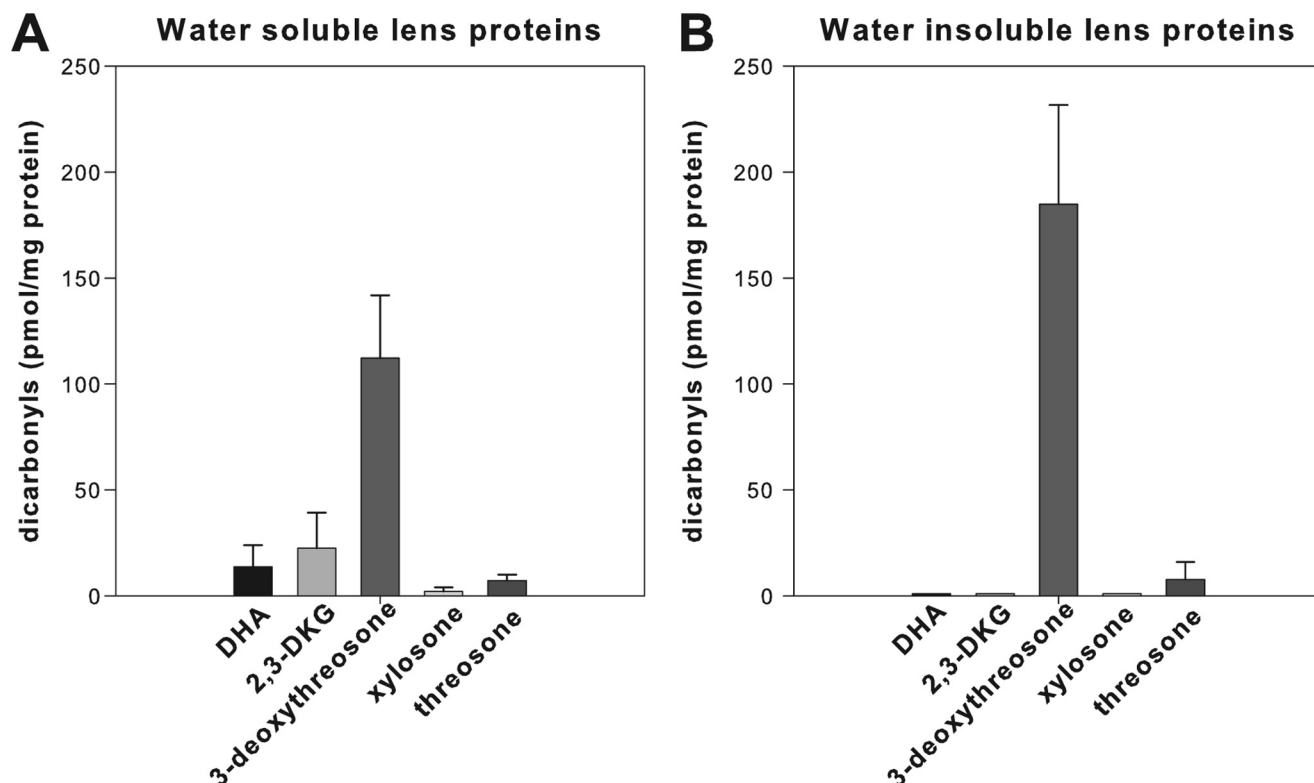 A Water soluble lens proteins
dicarbonyls (pmol/mg protein)
250
200
150
100
50
0
DHA
2,3-DKG
3-deoxythreosone
xylosone
threosone
B Water insoluble lens proteins
dicarbonyls (pmol/mg protein)
250
200
150
100
50
0
DHA
2,3-DKG
3-deoxythreosone
xylosone
threosone